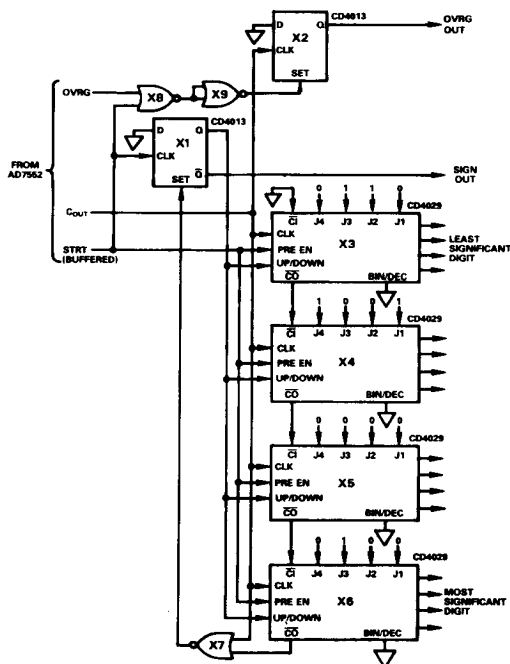 CD4013
D Q
X2
CLK
SET
OVRG
OUT
OVRG
X8
X9
CD4013
D Q
X1
CLK
SET Q
FROM
AD7552
SIGN
OUT
COUT
STRT
(BUFFERED)
0 1 1 0
CD4029
CI J4 J3 J2 J1
CLK
X3
PRE EN
UP/DOWN
CO BIN/DEC
LEAST
SIGNIFICANT
DIGIT
1 0 0 1
CD4029
CI J4 J3 J2 J1
CLK
X4
PRE EN
UP/DOWN
CO BIN/DEC
0 0 0 0
CD4029
CI J4 J3 J2 J1
CLK
X5
PRE EN
UP/DOWN
CO BIN/DEC
0 1 0 0
CD4029
CI J4 J3 J2 J1
CLK
X6
PRE EN
UP/DOWN
CO BIN/DEC
MOST
SIGNIFICANT
DIGIT
X7